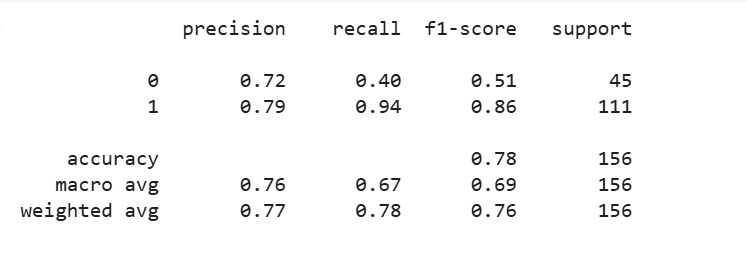 precision recall f1-score support
0 0.72 0.40 0.51 45
1 0.79 0.94 0.86 111
accuracy 0.78 156
macro avg 0.76 0.67 0.69 156
weighted avg 0.77 0.78 0.76 156